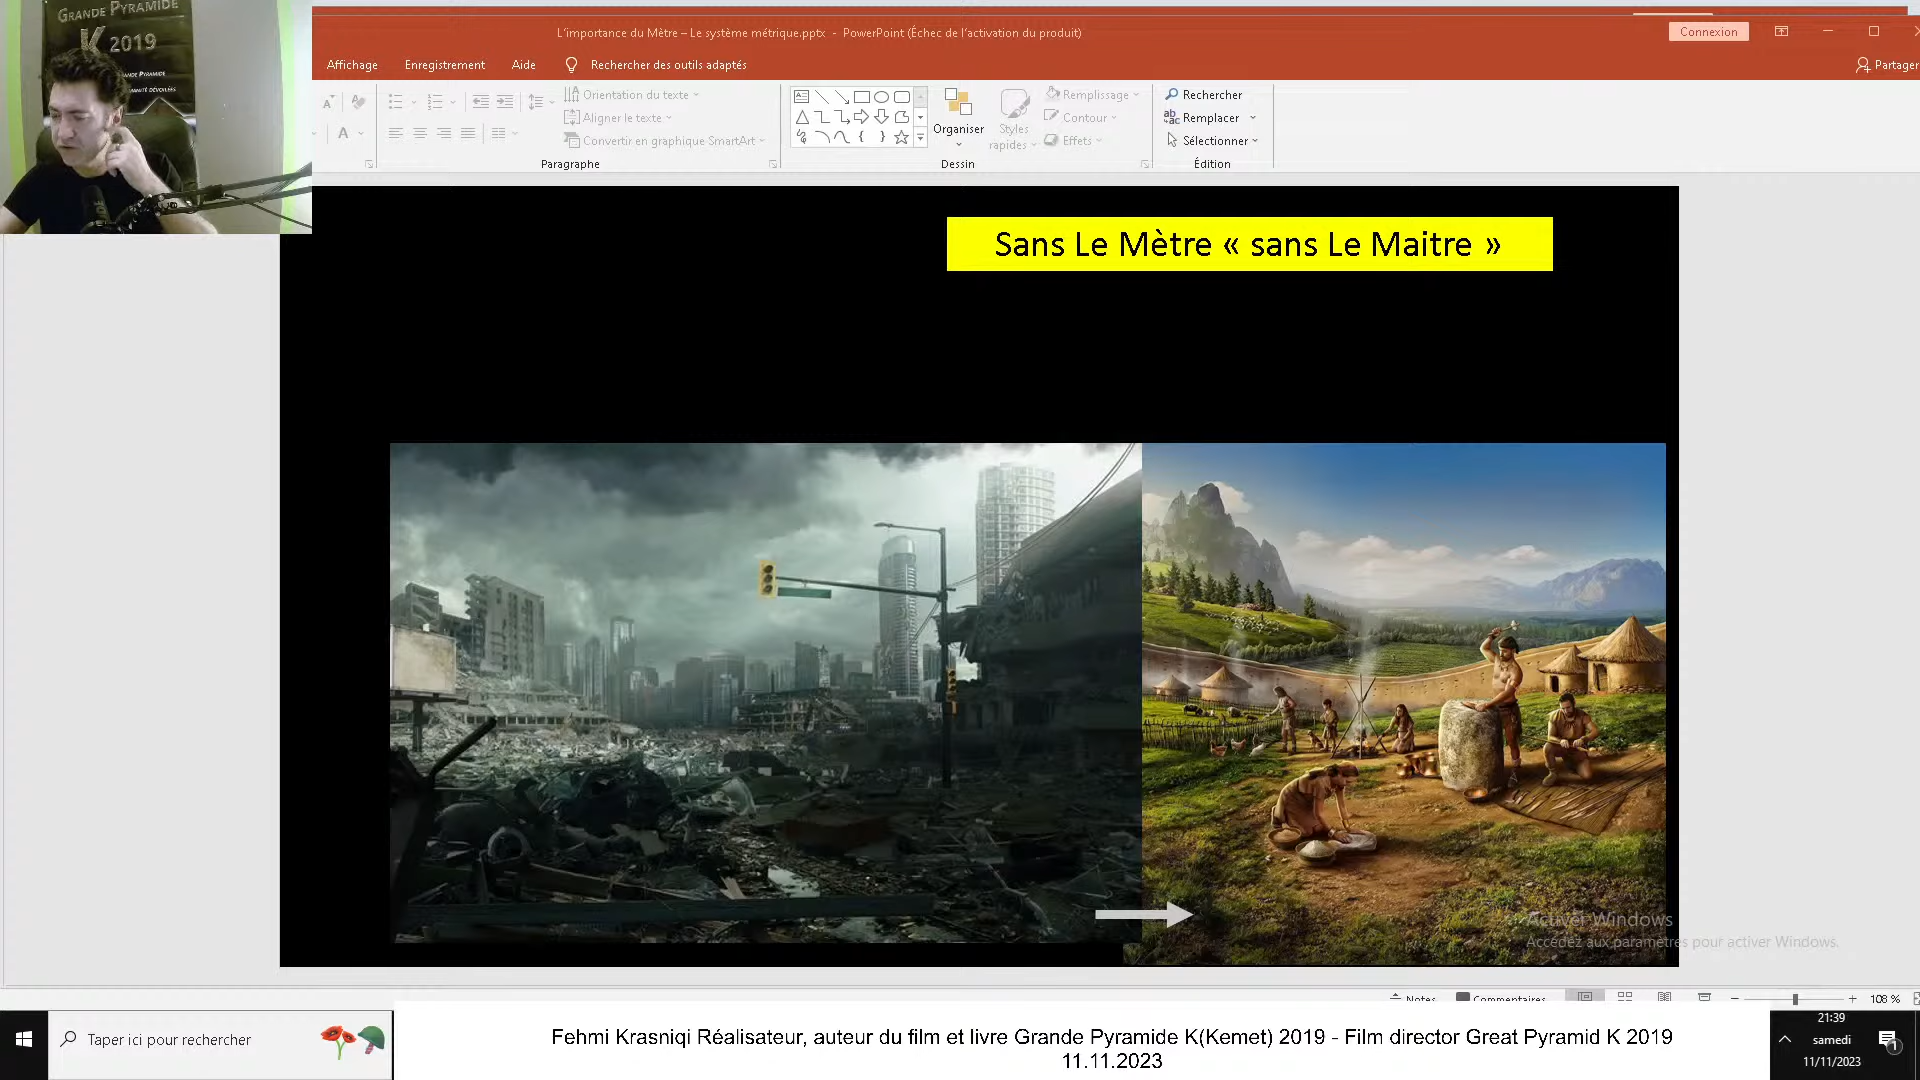 GRANDE PYRAMIDE
K 2019
L'importance du Mètre – Le système métrique.pptx - PowerPoint (Échec de l'activation du produit)
Connexion
Affichage
Enregistrement
Aide
Rechercher des outils adaptés
Partager
Orientation du texte
Aligner le texte
Convertir en graphique SmartArt
Paragraphe
Organiser
Styles
rapides
Remplissage
Contour
Effets
Dessin
Rechercher
Remplacer
Sélectionner
Édition
Sans Le Mètre « sans Le Maitre »
Activer Windows
Accédez aux paramètres pour activer Windows.
Notes
Commentaires
108 %
Taper ici pour rechercher
Fehmi Krasniqi Réalisateur, auteur du film et livre Grande Pyramide K(Kemet) 2019 - Film director Great Pyramid K 2019
11.11.2023
21:39
samedi
11/11/2023
1